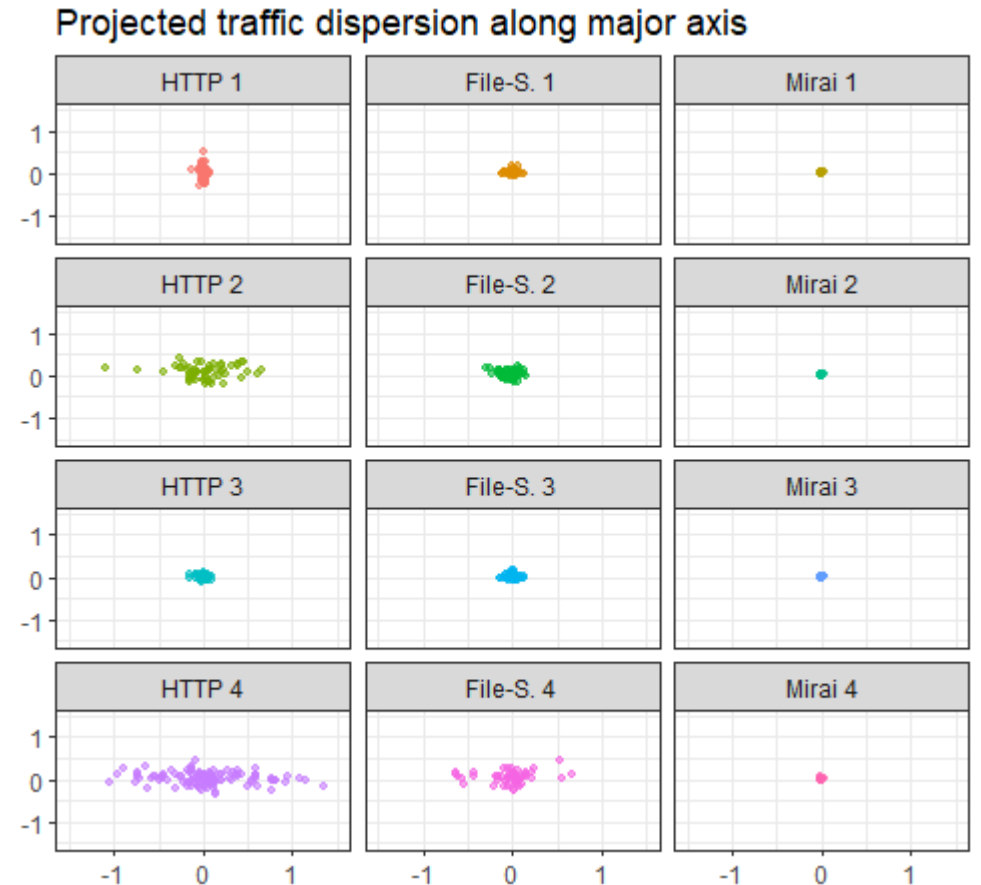 Projected traffic dispersion along major axis
HTTP 1 File-S. 1 Mirai 1
1
0
-1
HTTP 2 File-S. 2 Mirai 2
1
0
-1
HTTP 3 File-S. 3 Mirai 3
1
0
-1
HTTP 4 File-S. 4 Mirai 4
1
0
-1
-1 0 1 -1 0 1 -1 0 1